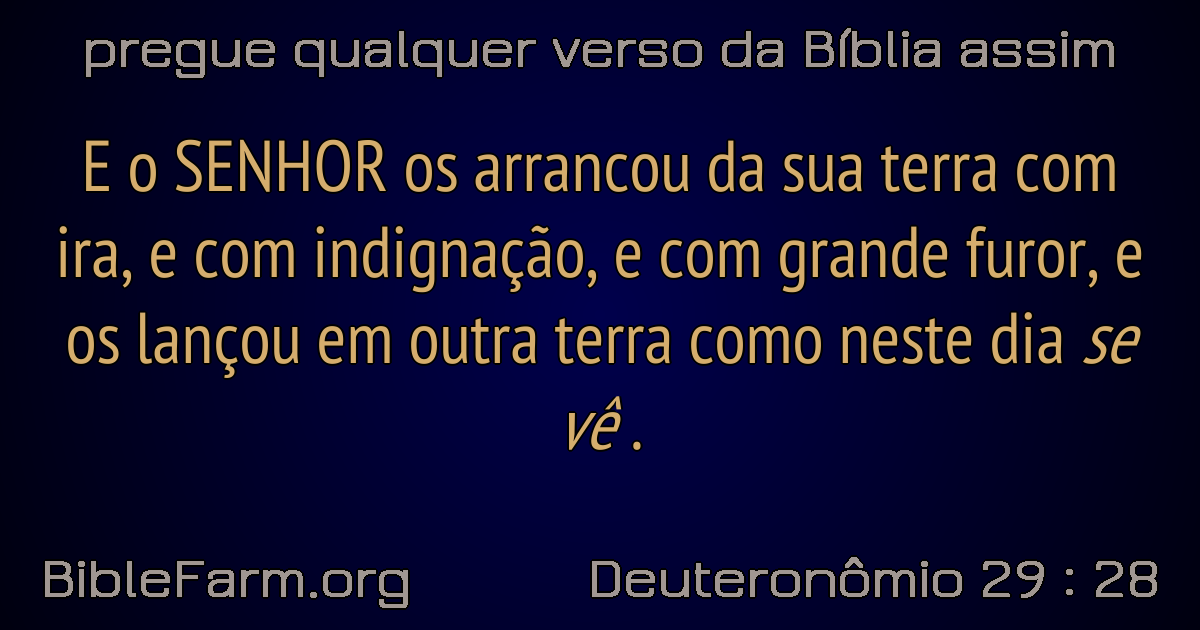 pregue qualquer verso da Bíblia assim
E o SENHOR os arrancou da sua terra com
ira, e com indignação, e com grande furor, e
os lançou em outra terra como neste dia se
vê .
BibleFarm.org
Deuteronômio 29 : 28